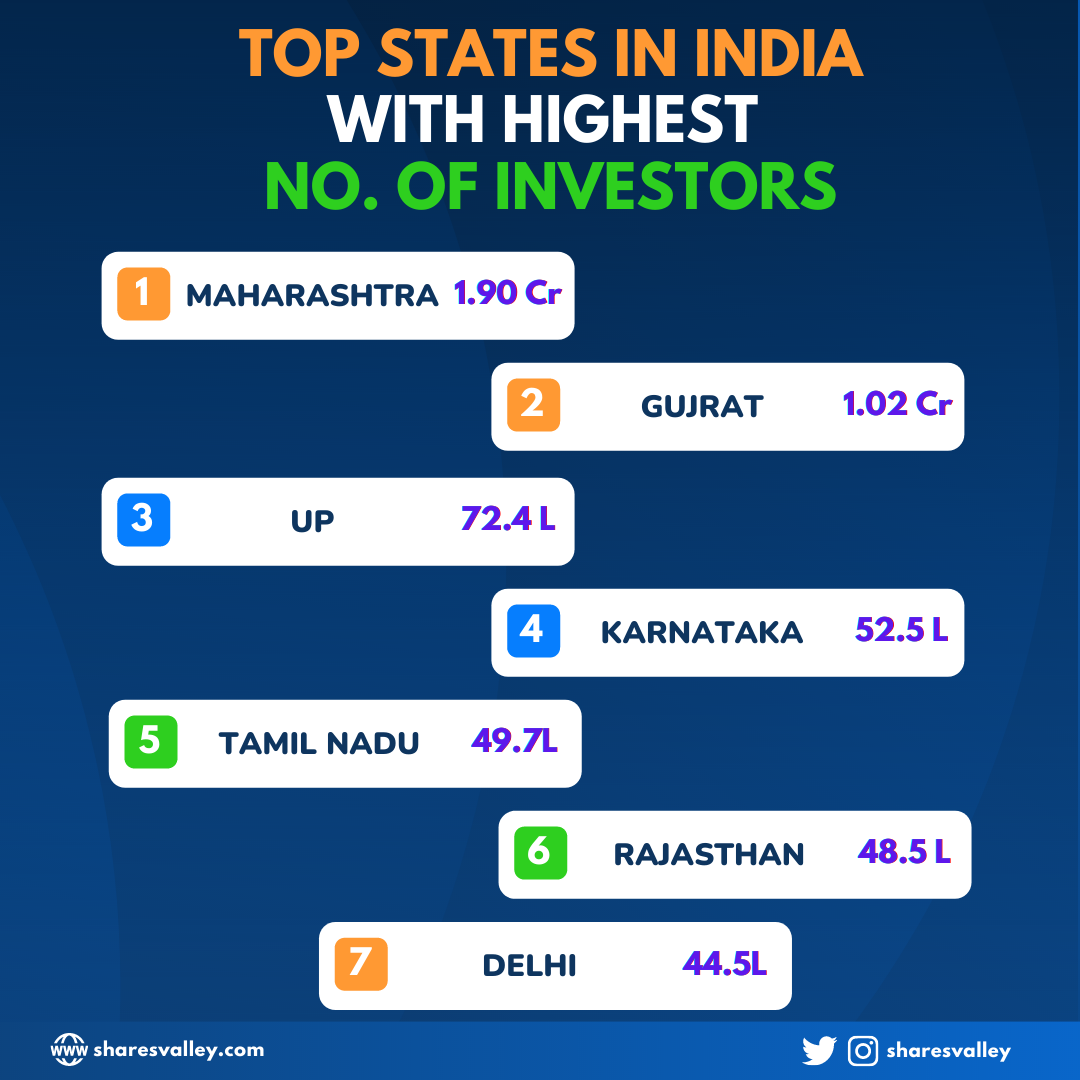 TOP STATES IN INDIA
WITH HIGHEST
NO. OF INVESTORS
1 MAHARASHTRA 1.90 Cr
2 GUJRAT 1.02 Cr
3 UP 72.4 L
4 KARNATAKA 52.5 L
5 TAMIL NADU 49.7L
6 RAJASTHAN 48.5 L
7 DELHI 44.5L
www sharesvalley.com sharesvalley